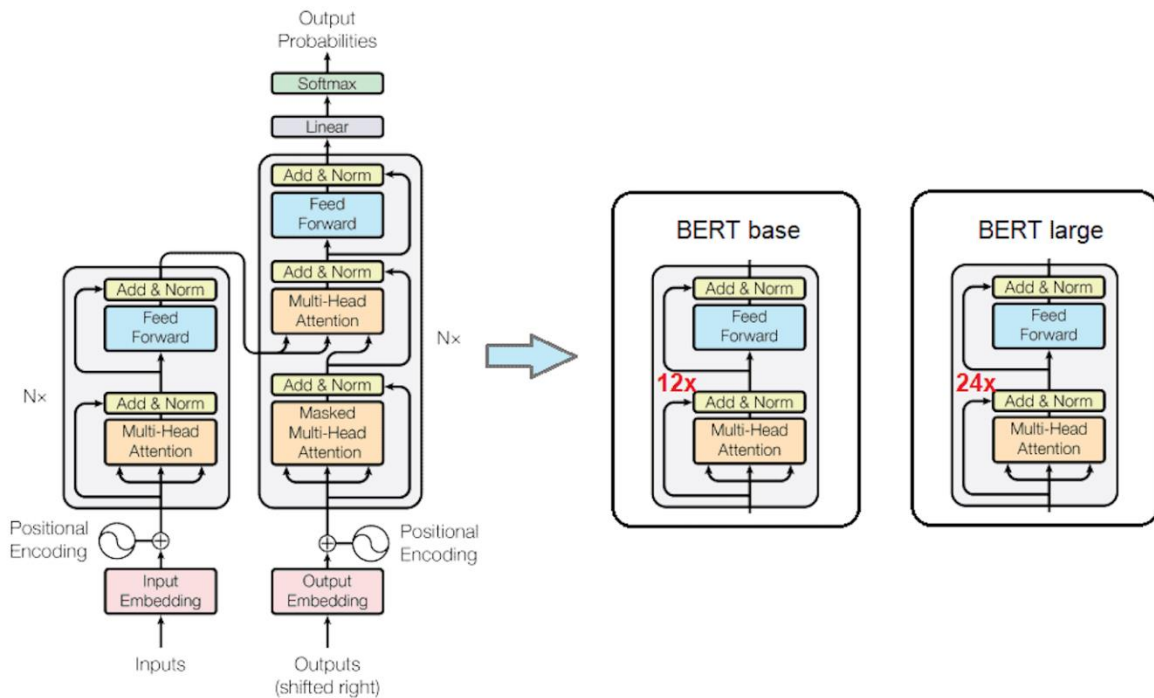 Output
Probabilities
Softmax
Linear
Add & Norm
Feed
Forward
Add & Norm
Multi-Head
Attention
Add & Norm
Masked
Multi-Head
Attention
N×
Positional
Encoding
Output
Embedding
Outputs
(shifted right)
Add & Norm
Feed
Forward
N×
Add & Norm
Multi-Head
Attention
Positional
Encoding
Input
Embedding
Inputs
BERT base
Add & Norm
Feed
Forward
12x
Add & Norm
Multi-Head
Attention
BERT large
Add & Norm
Feed
Forward
24x
Add & Norm
Multi-Head
Attention